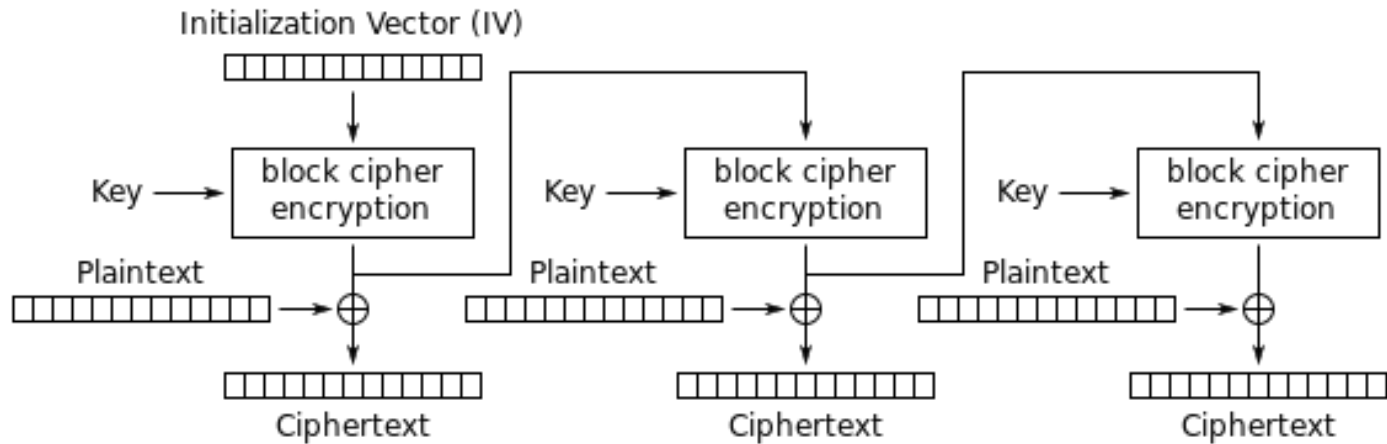 Initialization Vector (IV)
block cipher
encryption
block cipher
encryption
block cipher
encryption
Key
Key
Key
Plaintext
Plaintext
Plaintext
Ciphertext
Ciphertext
Ciphertext